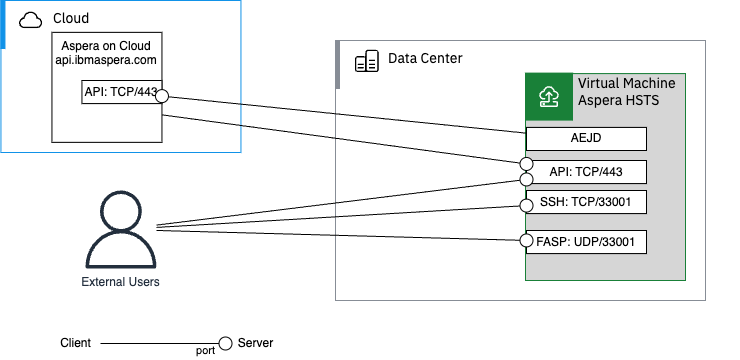 Cloud
Aspera on Cloud
api.ibmaspera.com
API: TCP/443
Data Center
Virtual Machine
Aspera HSTS
AEJD
API: TCP/443
SSH: TCP/33001
FASP: UDP/33001
External Users
Client
port
Server